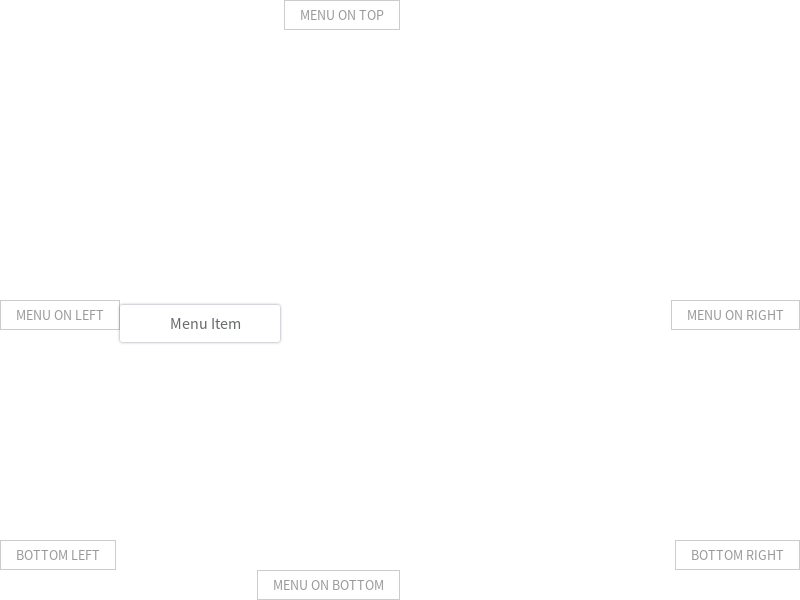 MENU ON TOP
MENU ON LEFT
Menu Item
MENU ON RIGHT
BOTTOM LEFT
BOTTOM RIGHT
MENU ON BOTTOM